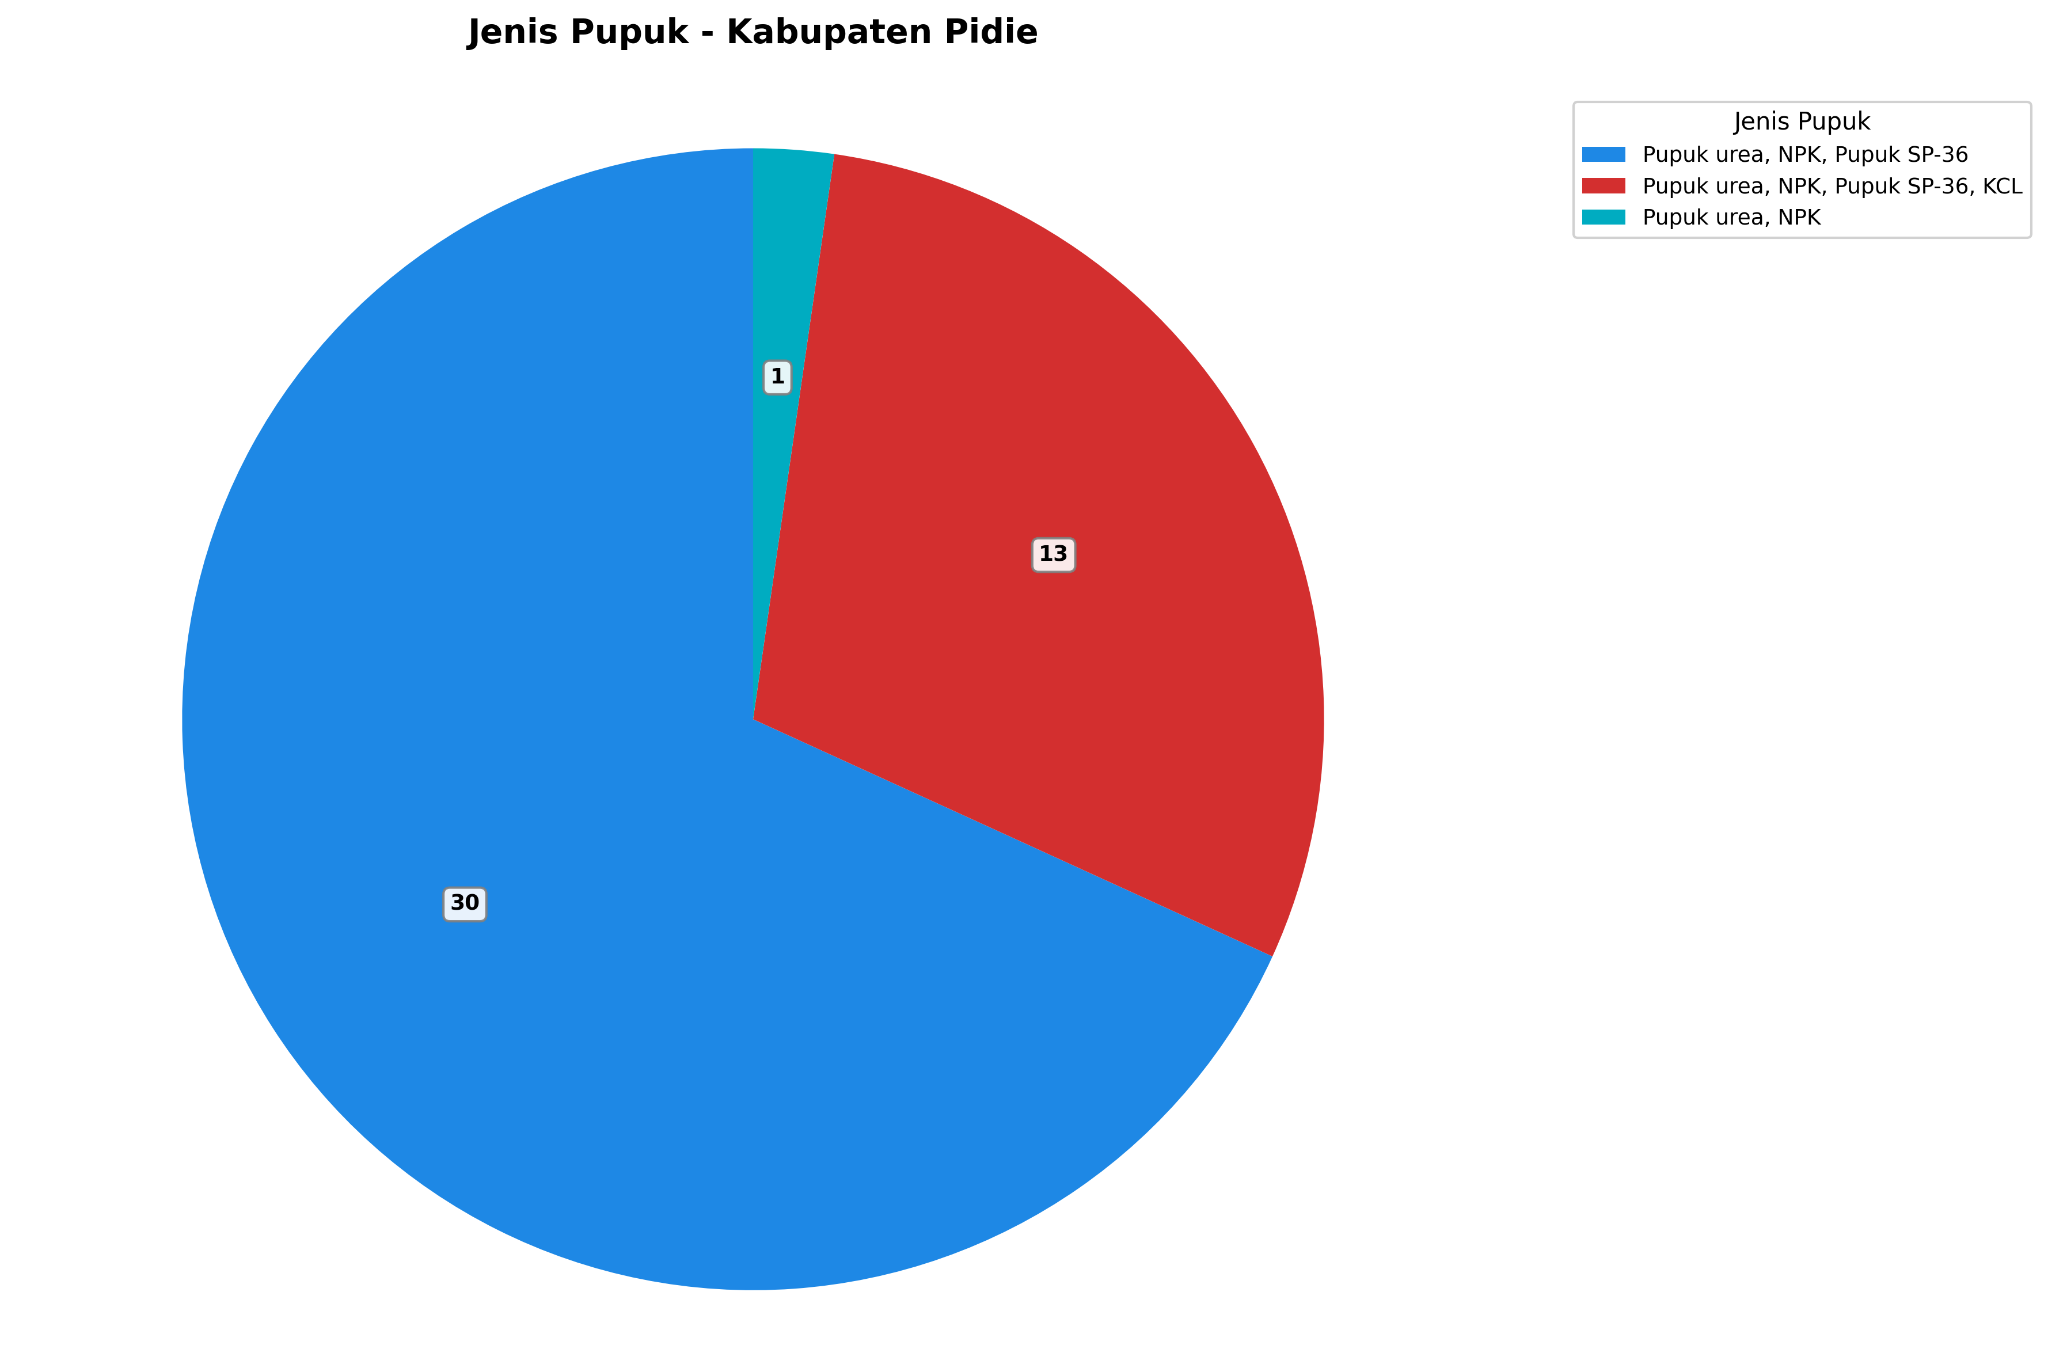 Jenis Pupuk - Kabupaten Pidie
Jenis Pupuk
Pupuk urea, NPK, Pupuk SP-36
Pupuk urea, NPK, Pupuk SP-36, KCL
Pupuk urea, NPK
1
13
30